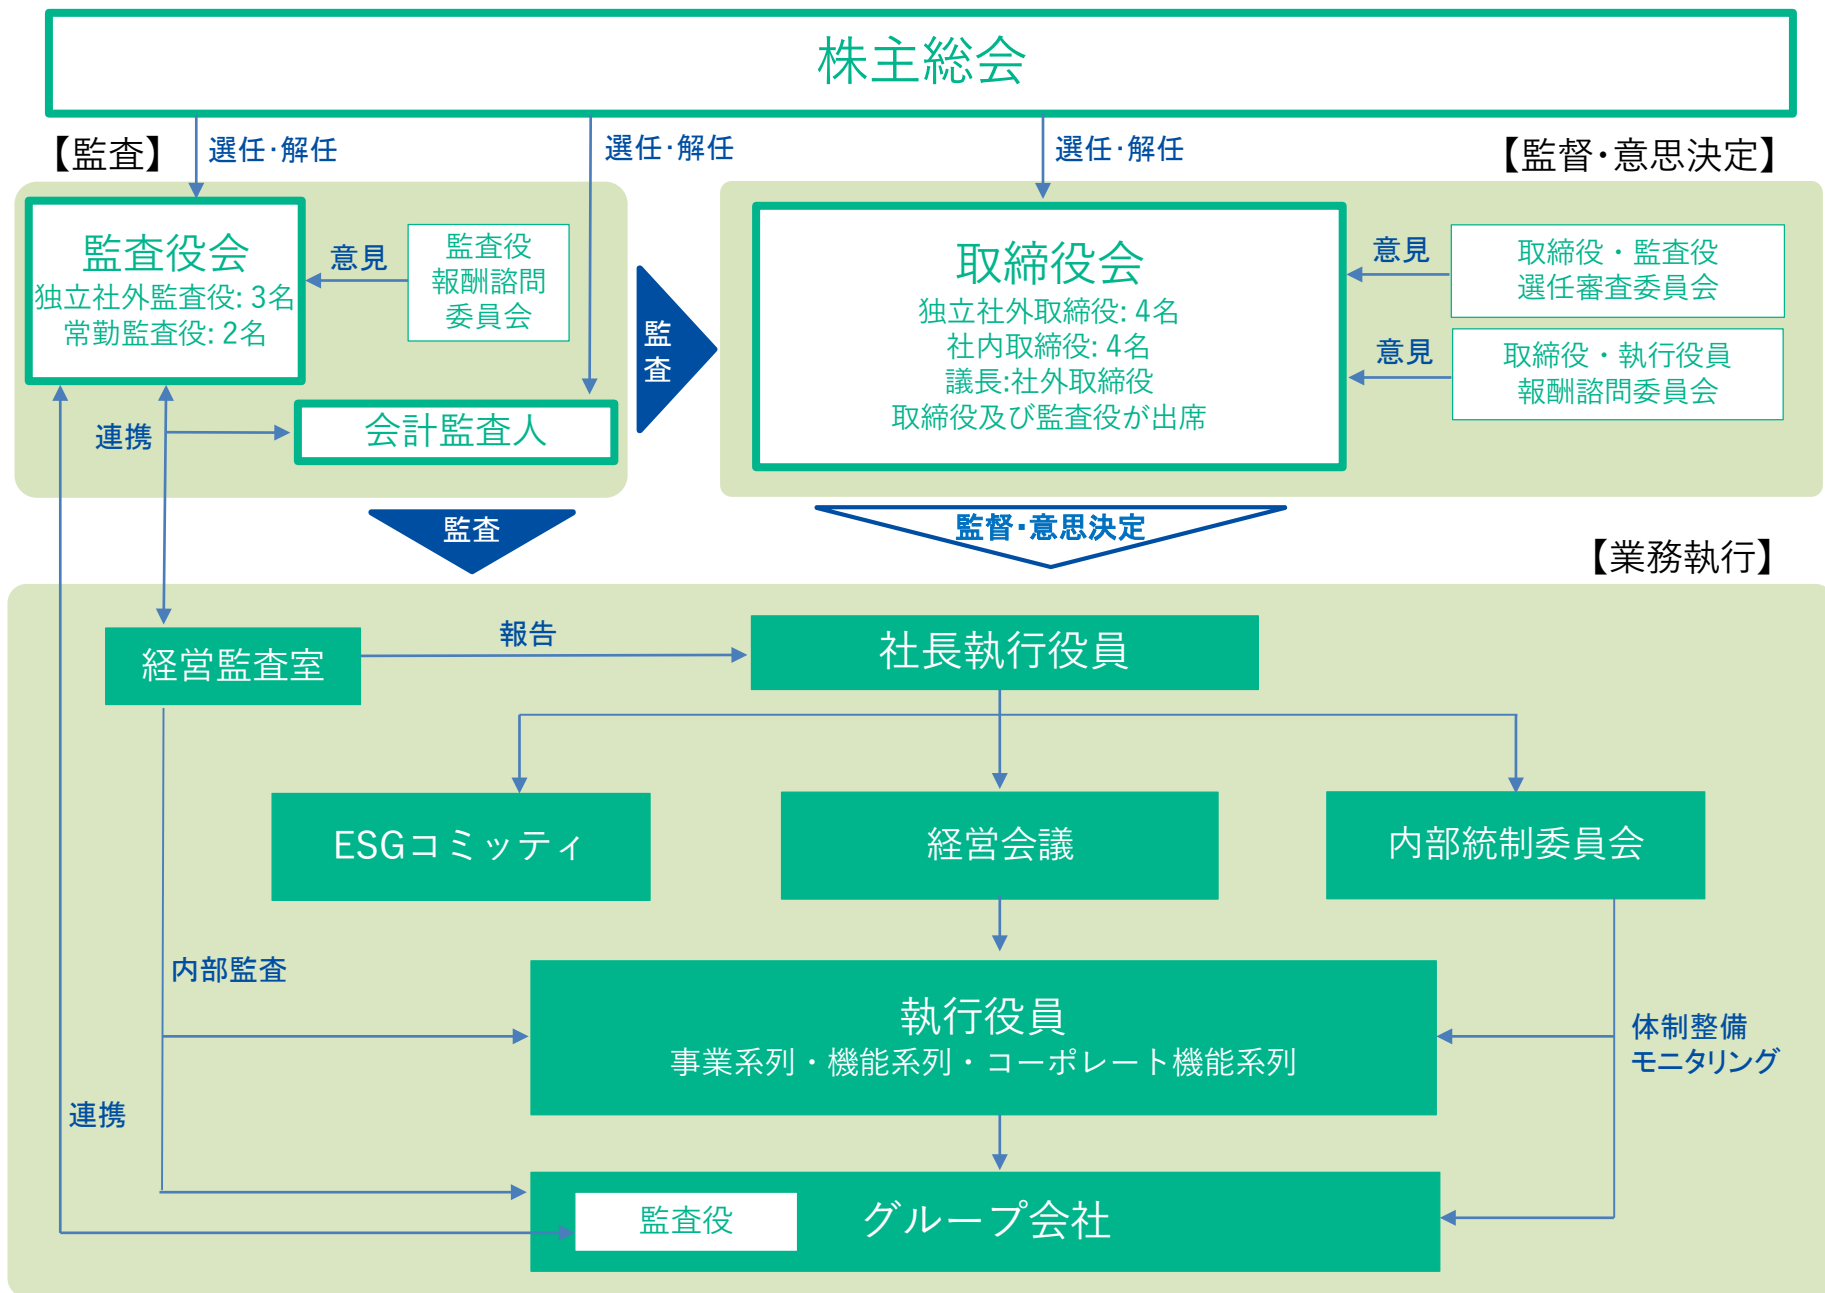 株主総会
【監査】
選任・解任
選任・解任
選任・解任
【監督・意思決定】
監査役会
独立社外監査役: 3名
常勤監査役: 2名
意見
監査役
報酬諮問
委員会
監
査
取締役会
独立社外取締役: 4名
社内取締役: 4名
議長:社外取締役
取締役及び監査役が出席
意見
取締役・監査役
選任審査委員会
意見
取締役・執行役員
報酬諮問委員会
連携
会計監査人
監査
監督・意思決定
【業務執行】
経営監査室
報告
社長執行役員
ESGコミッティ
経営会議
内部統制委員会
内部監査
執行役員
事業系列・機能系列・コーポレート機能系列
体制整備
モニタリング
連携
監査役
グループ会社